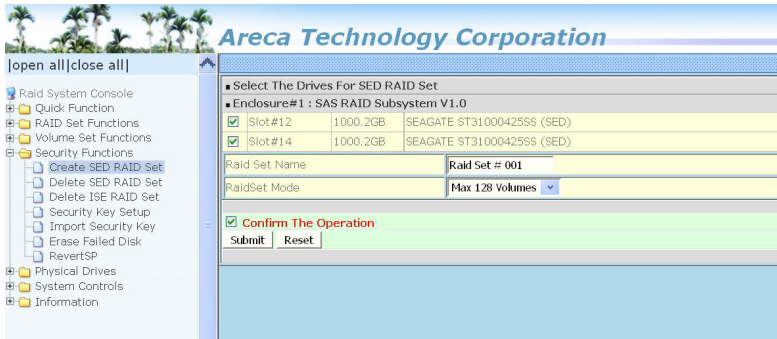 Areca Technology Corporation
|open all|close all|
Raid System Console
Quick Function
RAID Set Functions
Volume Set Functions
Security Functions
Create SED RAID Set
Delete SED RAID Set
Delete ISE RAID Set
Security Key Setup
Import Security Key
Erase Failed Disk
RevertSP
Physical Drives
System Controls
Information
Select The Drives For SED RAID Set
Enclosure#1 : SAS RAID Subsystem V1.0
Slot#12 1000.2GB SEAGATE ST31000425SS (SED)
Slot#14 1000.2GB SEAGATE ST31000425SS (SED)
Raid Set Name Raid Set # 001
RaidSet Mode Max 128 Volumes
Confirm The Operation
Submit Reset